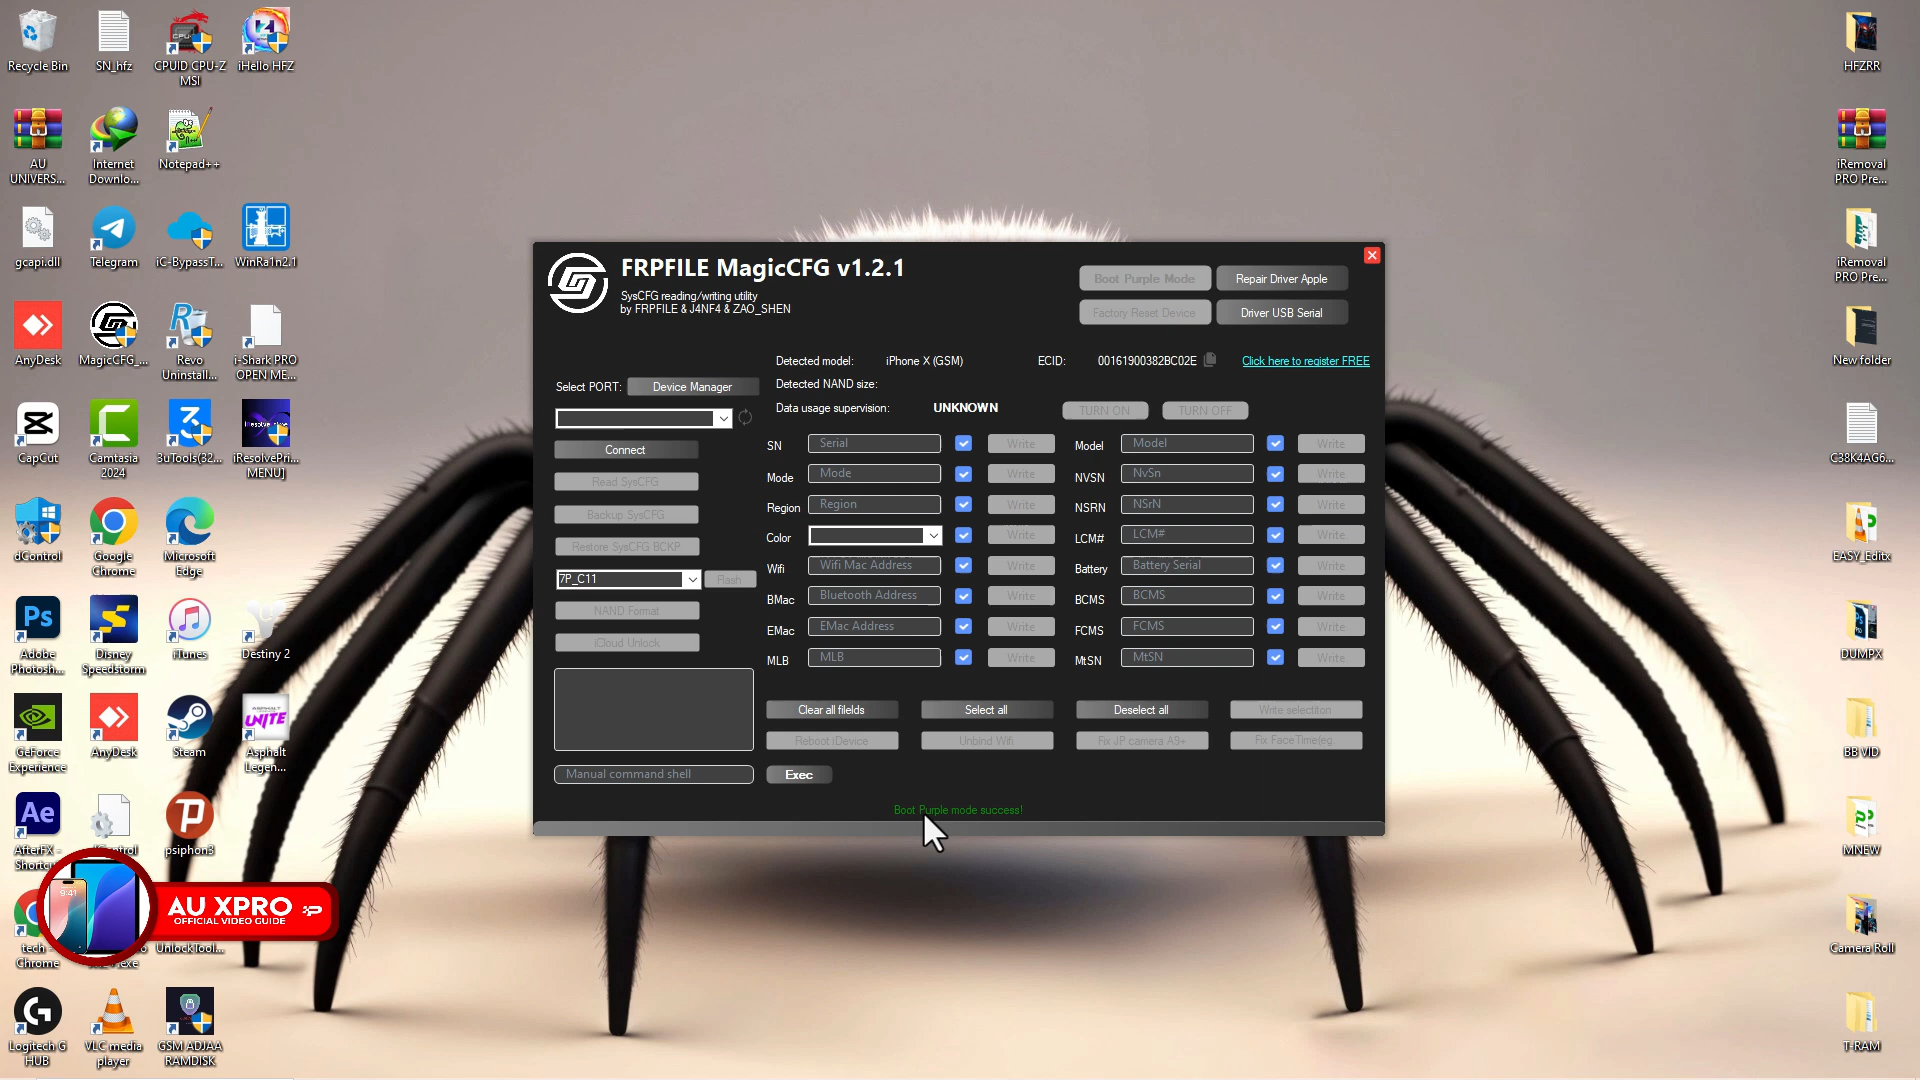 Recycle Bin
SN_hfz
CPUID CPU-Z
MSI
iHello HFZ
AU
UNIVERS...
Internet
Downlo...
Notepad++
gcapi.dll
Telegram
iC-BypassT...
WinRa1n2.1
AnyDesk
MagicCFG_...
Revo
Uninstall...
i-Shark PRO
OPEN ME...
CapCut
Camtasia
2024
3uTools(32...
iResolvePri...
MENU]
dControl
Google
Chrome
Microsoft
Edge
Adobe
Photosh...
Disney
Speedstorm
iTunes
Destiny 2
GeForce
Experience
AnyDesk
Steam
Asphalt
Legen...
AfterFX -
Shortcu
psiphon3
tech -
Chrome
UnlockTool...
Logitech G
HUB
VLC media
player
GSM ADJAA
RAMDISK
AU XPRO
OFFICIAL VIDEO GUIDE
9:41
FRPFILE MagicCFG v1.2.1
SysCFG reading/writing utility
by FRPFILE & J4NF4 & ZAO_SHEN
Boot Purple Mode
Repair Driver Apple
Factory Reset Device
Driver USB Serial
Detected model: iPhone X (GSM) ECID: 00161900382BC02E Click here to register FREE
Detected NAND size:
Data usage supervision: UNKNOWN TURN ON TURN OFF
Select PORT: Device Manager
Connect
Read SysCFG
Backup SysCFG
Restore SysCFG BCKP
7P_C11 Flash
NAND Format
iCloud Unlock
Manual command shell Exec
SN Serial Write Model Model Write
Mode Mode Write NVSN NvSn Write
Region Region Write NSRN NSrN Write
Color Write LCM# LCM# Write
Wifi Wifi Mac Address Write Battery Battery Serial Write
BMac Bluetooth Address Write BCMS BCMS Write
EMac EMac Address Write FCMS FCMS Write
MLB MLB Write MtSN MtSN Write
Clear all fileds Select all Deselect all Write selectiton
Reboot iDevice Unbind Wifi Fix JP camera A9+ Fix FaceTime|eg.
Boot Purple mode success!
HFZRR
iRemoval
PRO Pre...
iRemoval
PRO Pre...
New folder
C38K4AG6...
EASY_Editx
DUMPX
BB VID
MNEW
Camera Roll
T-RAM